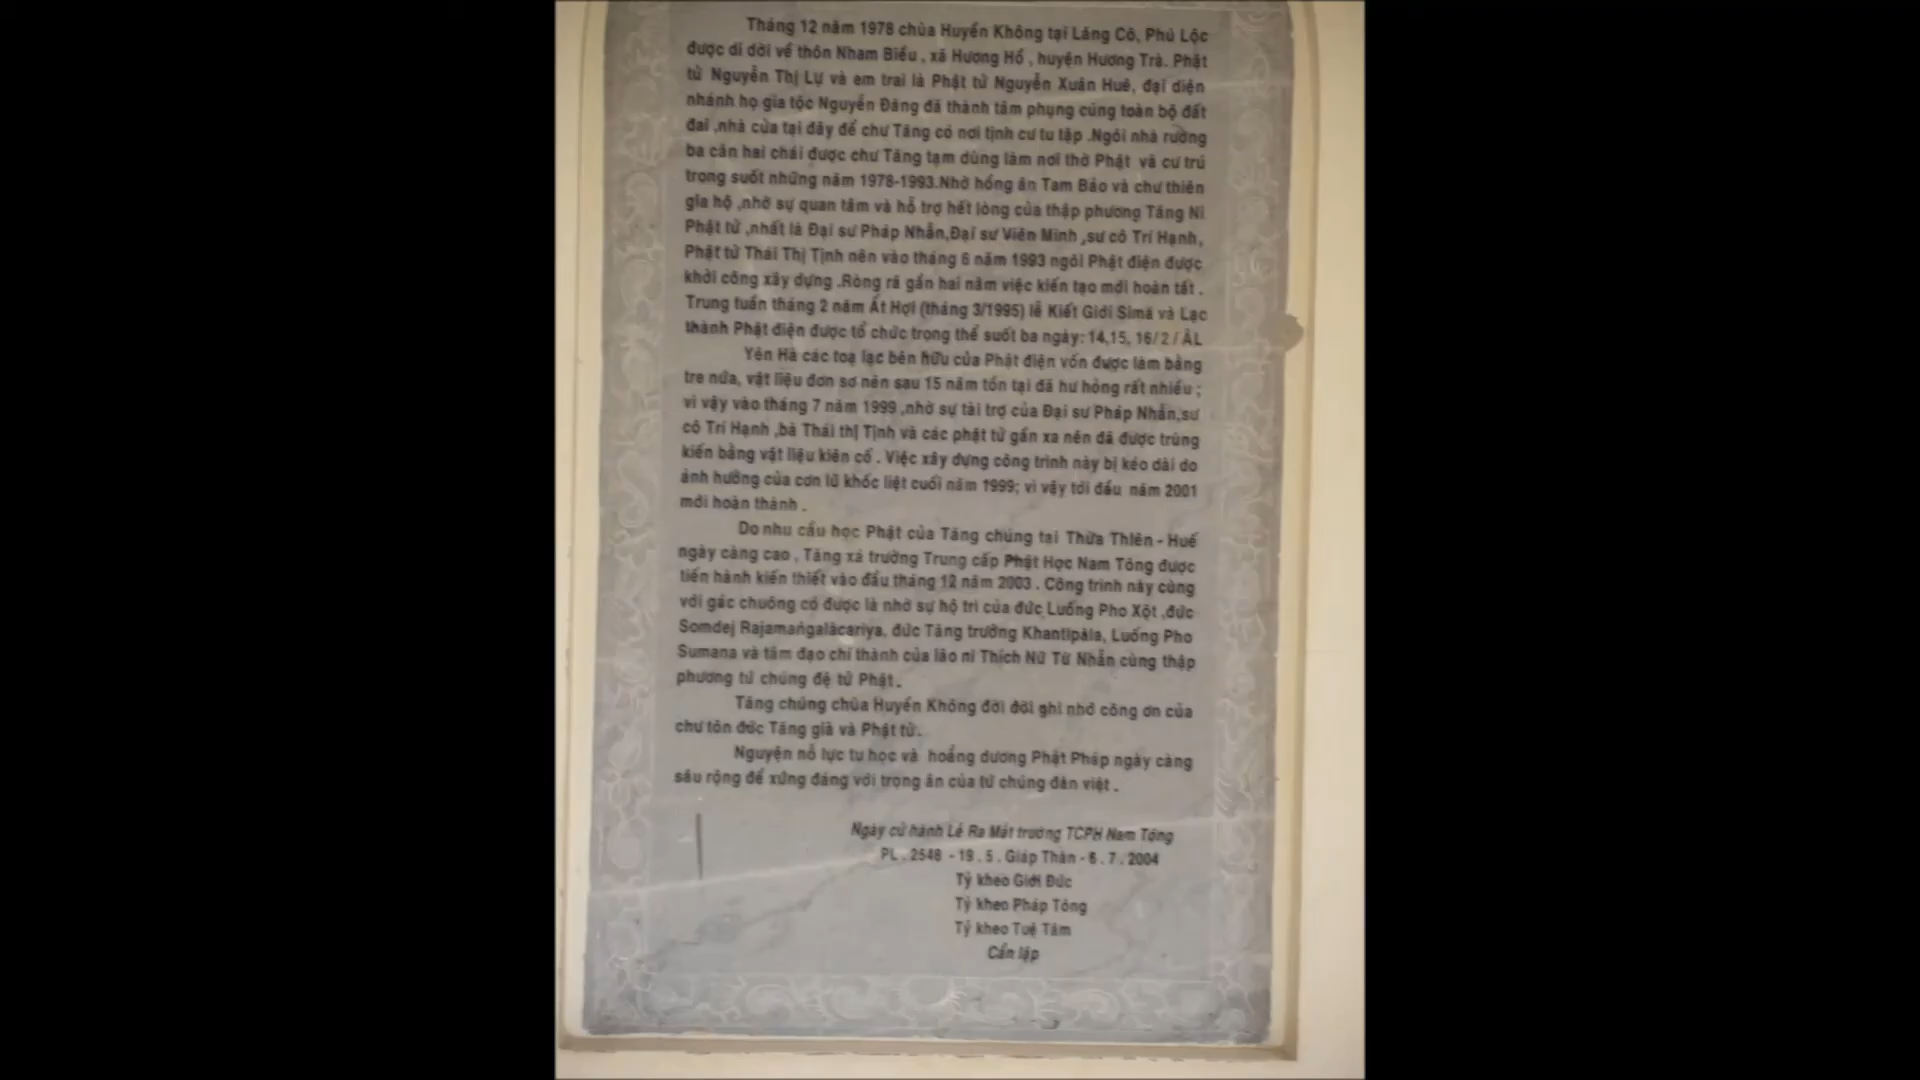 Tháng 12 năm 1978 chùa Huyền Không tại Lăng Cô, Phú Lộc
được di dời về thôn Nham Biều , xã Hương Hồ , huyện Hương Trà. Phật
tử Nguyễn Thị Lự và em trai là Phật tử Nguyễn Xuân Huê, đại diện
nhánh họ gia tộc Nguyễn Đăng đã thành tâm phụng cúng toàn bộ đất
đai ,nhà cửa tại đây để chư Tăng có nơi tịnh cư tu tập .Ngôi nhà rường
ba căn hai chái được chư Tăng tạm dùng làm nơi thờ Phật và cư trú
trong suốt những năm 1978-1993.Nhờ hồng ân Tam Bảo và chư thiên
gia hộ ,nhờ sự quan tâm và hỗ trợ hết lòng của thập phương Tăng Ni
Phật tử ,nhất là Đại sư Pháp Nhẫn,Đại sư Viên Minh ,sư cô Trí Hạnh,
Phật tử Thái Thị Tịnh nên vào tháng 6 năm 1993 ngôi Phật điện được
khởi công xây dựng .Ròng rã gần hai năm việc kiến tạo mới hoàn tất .
Trung tuần tháng 2 năm Ất Hợi (tháng 3/1995) lễ Kiết Giới Simã và Lạc
thành Phật điện được tổ chức trọng thể suốt ba ngày: 14,15, 16/2 / ÂL
Yên Hà các toạ lạc bên hữu của Phật điện vốn được làm bằng
tre nứa, vật liệu đơn sơ nên sau 15 năm tồn tại đã hư hỏng rất nhiều ;
vì vậy vào tháng 7 năm 1999 ,nhờ sự tài trợ của Đại sư Pháp Nhẫn,sư
cô Trí Hạnh ,bà Thái thị Tịnh và các phật tử gần xa nên đã được trùng
kiến bằng vật liệu kiên cố . Việc xây dựng công trình này bị kéo dài do
ảnh hưởng của cơn lũ khốc liệt cuối năm 1999; vì vậy tới đầu năm 2001
mới hoàn thành .
Do nhu cầu học Phật của Tăng chúng tại Thừa Thiên - Huế
ngày càng cao , Tăng xá trường Trung cấp Phật Học Nam Tông được
tiến hành kiến thiết vào đầu tháng 12 năm 2003 . Công trình này cùng
với gác chuông có được là nhờ sự hộ trì của đức Luống Pho Xột ,đức
Somdej Rajamaṅgalācariya, đức Tăng trưởng Khantipàla, Luống Pho
Sumana và tâm đạo chí thành của lão ni Thích Nữ Từ Nhẫn cùng thập
phương tứ chúng đệ tử Phật .
Tăng chúng chùa Huyền Không đời đời ghi nhớ công ơn của
chư tôn đức Tăng già và Phật tử .
Nguyện nỗ lực tu học và hoằng dương Phật Pháp ngày càng
sâu rộng để xứng đáng với trọng ân của tứ chúng đàn việt .
Ngày cử hành Lễ Ra Mắt trường TCPH Nam Tông
PL . 2548 - 19 . 5 . Giáp Thân - 6 . 7 . 2004
Tỳ kheo Giới Đức
Tỳ kheo Pháp Tông
Tỳ kheo Tuệ Tâm
Cẩn lập